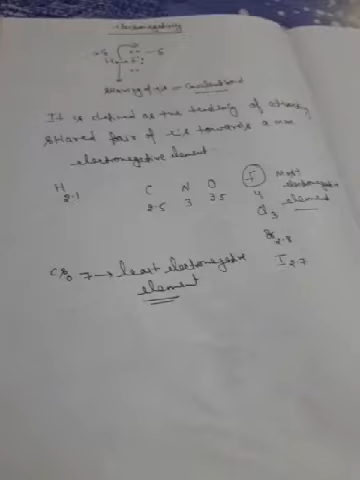 electronegativity
+δ -δ
H F
Sharing of e's → Covalent bond
It is defined as the tendency of attracting
shared pair of e's towards a more
electronegative element
H 2.1 C 2.5 N 3 O 3.5 F 4 Most electronegative element
Cl 3
Br 2.8
I 2.7
Cs 0.7 → least electronegative
element